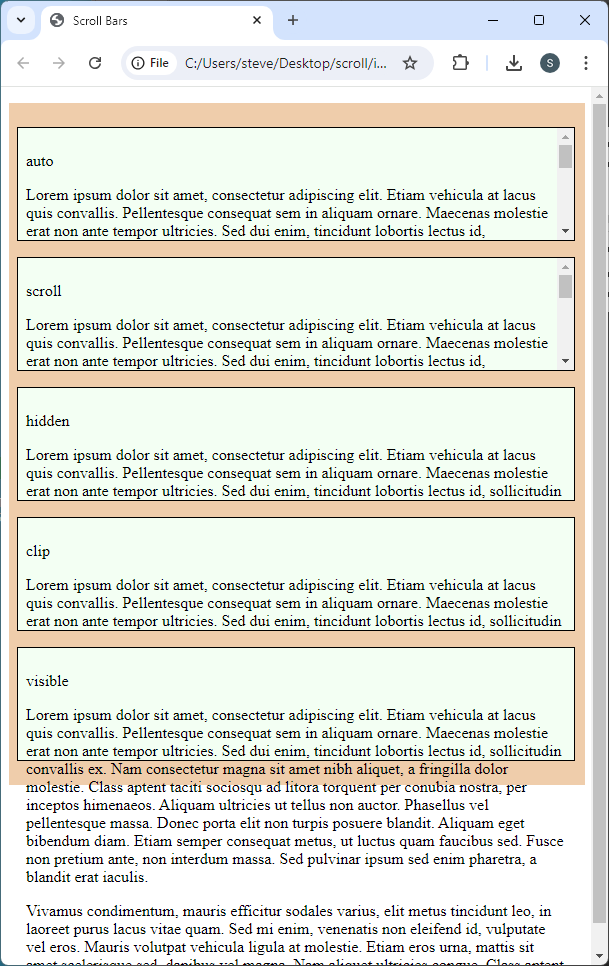 Scroll Bars
File C:/Users/steve/Desktop/scroll/i... S
auto
Lorem ipsum dolor sit amet, consectetur adipiscing elit. Etiam vehicula at lacus
quis convallis. Pellentesque consequat sem in aliquam ornare. Maecenas molestie
erat non ante tempor ultricies. Sed dui enim, tincidunt lobortis lectus id,
scroll
Lorem ipsum dolor sit amet, consectetur adipiscing elit. Etiam vehicula at lacus
quis convallis. Pellentesque consequat sem in aliquam ornare. Maecenas molestie
erat non ante tempor ultricies. Sed dui enim, tincidunt lobortis lectus id,
hidden
Lorem ipsum dolor sit amet, consectetur adipiscing elit. Etiam vehicula at lacus
quis convallis. Pellentesque consequat sem in aliquam ornare. Maecenas molestie
erat non ante tempor ultricies. Sed dui enim, tincidunt lobortis lectus id, sollicitudin
clip
Lorem ipsum dolor sit amet, consectetur adipiscing elit. Etiam vehicula at lacus
quis convallis. Pellentesque consequat sem in aliquam ornare. Maecenas molestie
erat non ante tempor ultricies. Sed dui enim, tincidunt lobortis lectus id, sollicitudin
visible
Lorem ipsum dolor sit amet, consectetur adipiscing elit. Etiam vehicula at lacus
quis convallis. Pellentesque consequat sem in aliquam ornare. Maecenas molestie
erat non ante tempor ultricies. Sed dui enim, tincidunt lobortis lectus id, sollicitudin
convallis ex. Nam consectetur magna sit amet nibh aliquet, a fringilla dolor
molestie. Class aptent taciti sociosqu ad litora torquent per conubia nostra, per
inceptos himenaeos. Aliquam ultricies ut tellus non auctor. Phasellus vel
pellentesque massa. Donec porta elit non turpis posuere blandit. Aliquam eget
bibendum diam. Etiam semper consequat metus, ut luctus quam faucibus sed. Fusce
non pretium ante, non interdum massa. Sed pulvinar ipsum sed enim pharetra, a
blandit erat iaculis.
Vivamus condimentum, mauris efficitur sodales varius, elit metus tincidunt leo, in
laoreet purus lacus vitae quam. Sed mi enim, venenatis non eleifend id, vulputate
vel eros. Mauris volutpat vehicula ligula at molestie. Etiam eros urna, mattis sit
amet scelerisque sed, dapibus vel magna. Nam aliquet ultricies congue. Class aptent